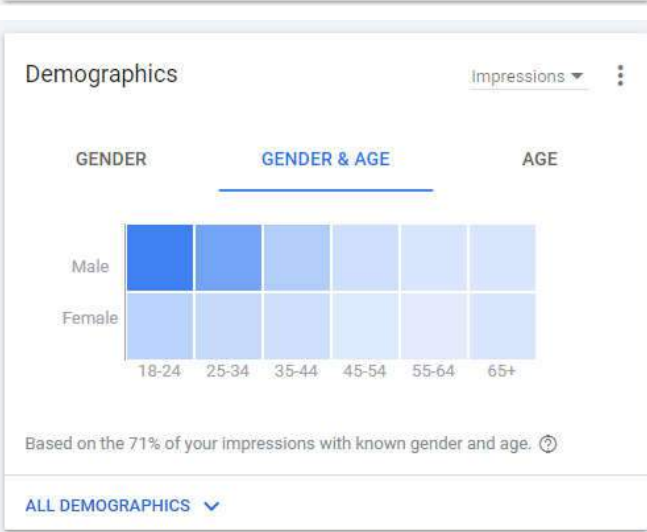 Demographics
Impressions
GENDER
GENDER & AGE
AGE
Male
Female
18-24 25-34 35-44 45-54 55-64 65+
Based on the 71% of your impressions with known gender and age. ?
ALL DEMOGRAPHICS